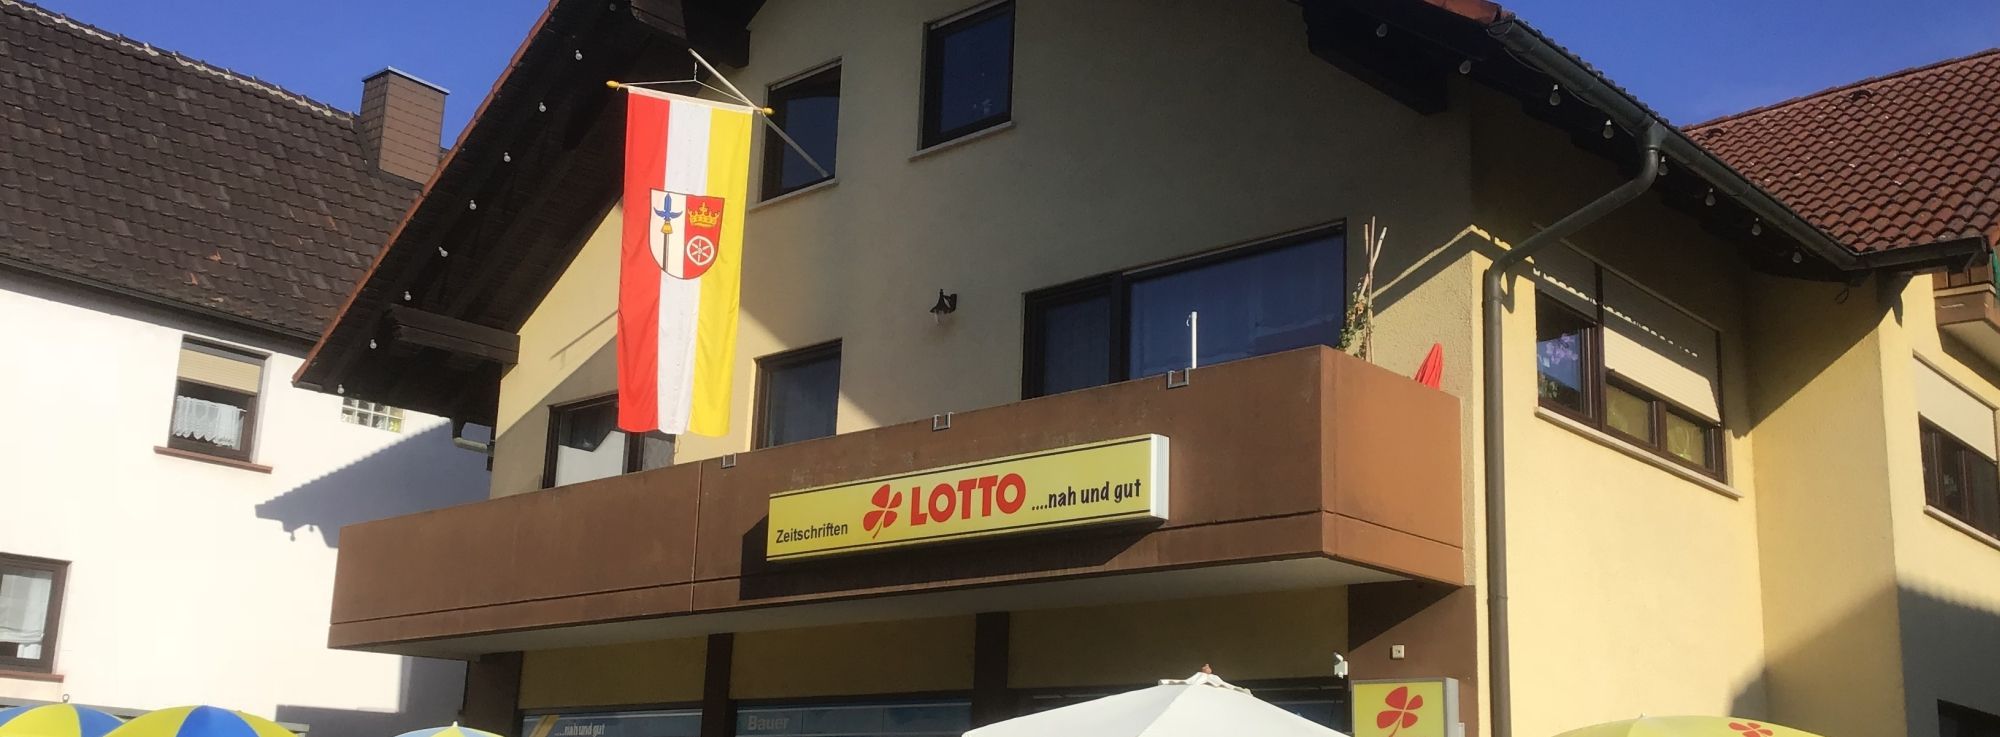 Zeitschriften LOTTO ....nah und gut
....nah und gut
Bauer